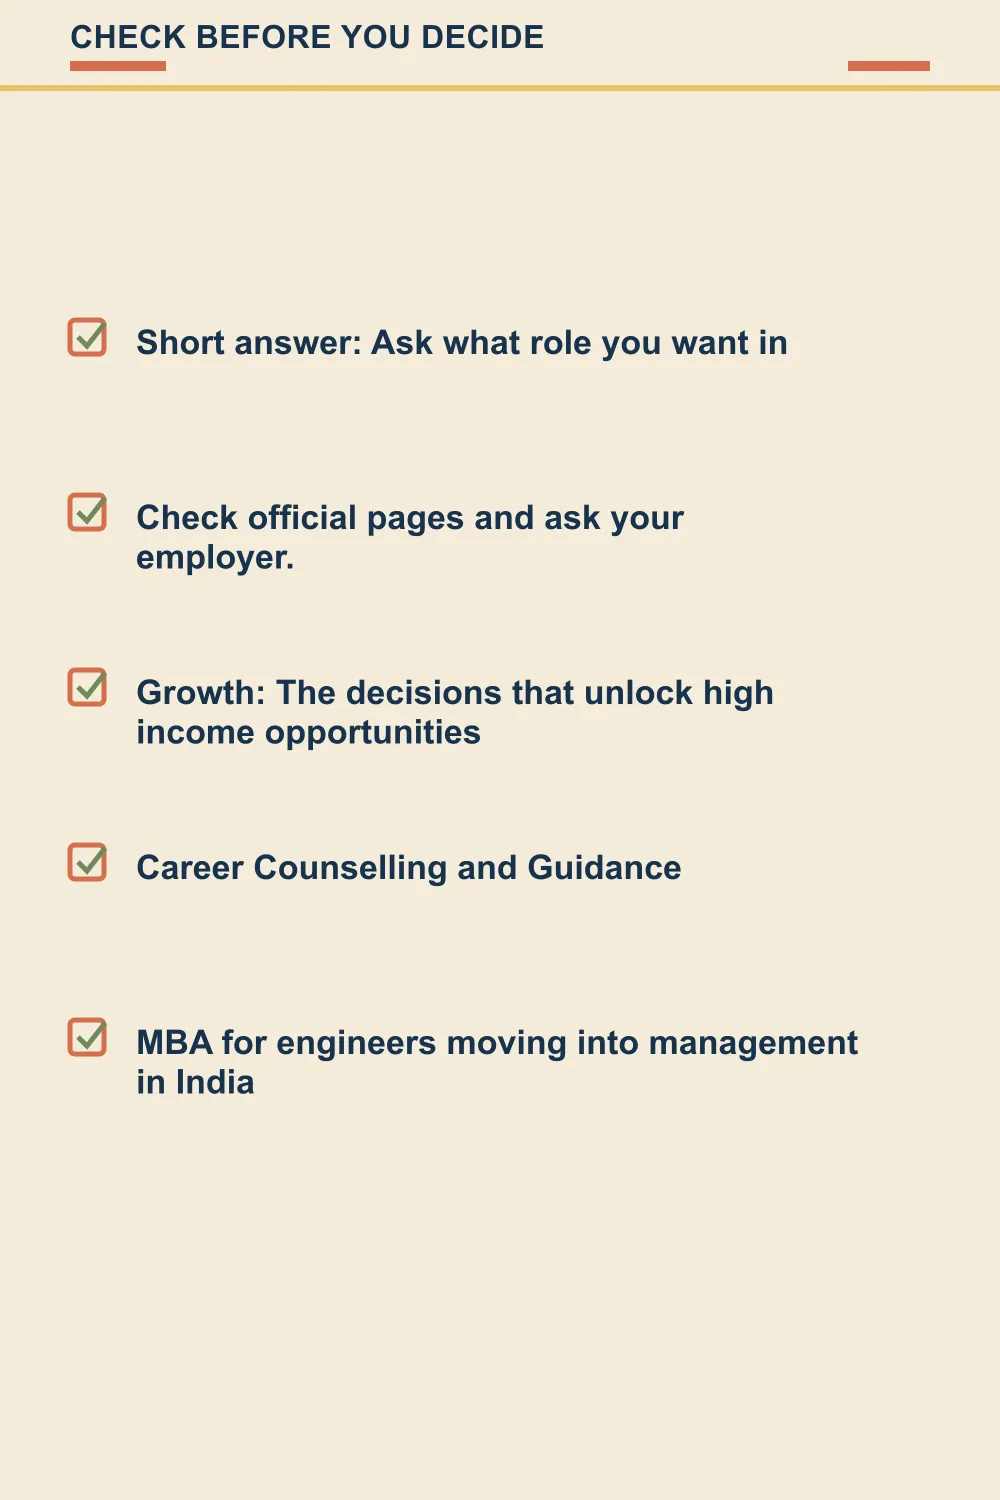 CHECK BEFORE YOU DECIDE
Short answer: Ask what role you want in
Check official pages and ask your
employer.
Growth: The decisions that unlock high
income opportunities
Career Counselling and Guidance
MBA for engineers moving into management
in India